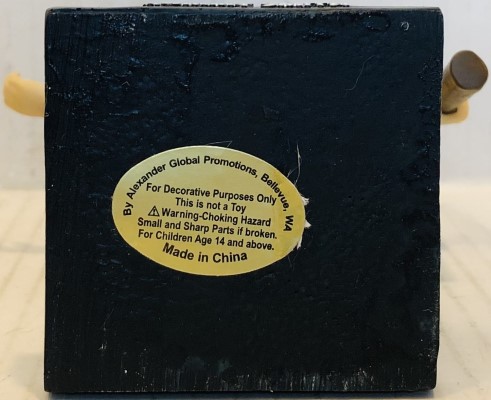 By Alexander Global Promotions, Bellevue, WA
For Decorative Purposes Only
This is not a Toy
⚠Warning-Choking Hazard
Small and Sharp Parts if broken.
For Children Age 14 and above.
Made in China